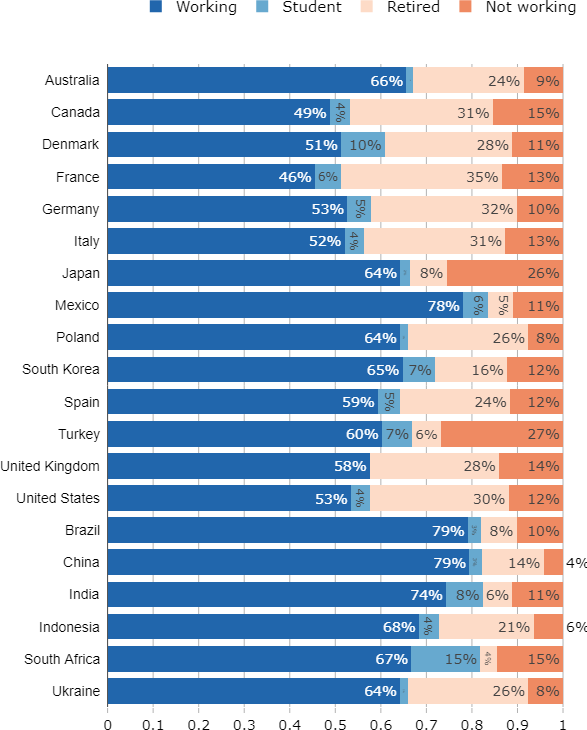 Working Student Retired Not working
Australia 66% 24% 9%
Canada 49% 4% 31% 15%
Denmark 51% 10% 28% 11%
France 46% 6% 35% 13%
Germany 53% 5% 32% 10%
Italy 52% 4% 31% 13%
Japan 64% 8% 26%
Mexico 78% 6% 5% 11%
Poland 64% 26% 8%
South Korea 65% 7% 16% 12%
Spain 59% 5% 24% 12%
Turkey 60% 7% 6% 27%
United Kingdom 58% 28% 14%
United States 53% 4% 30% 12%
Brazil 79% 8% 10%
China 79% 14% 4%
India 74% 8% 6% 11%
Indonesia 68% 4% 21% 6%
South Africa 67% 15% 4% 15%
Ukraine 64% 26% 8%
0 0.1 0.2 0.3 0.4 0.5 0.6 0.7 0.8 0.9 1